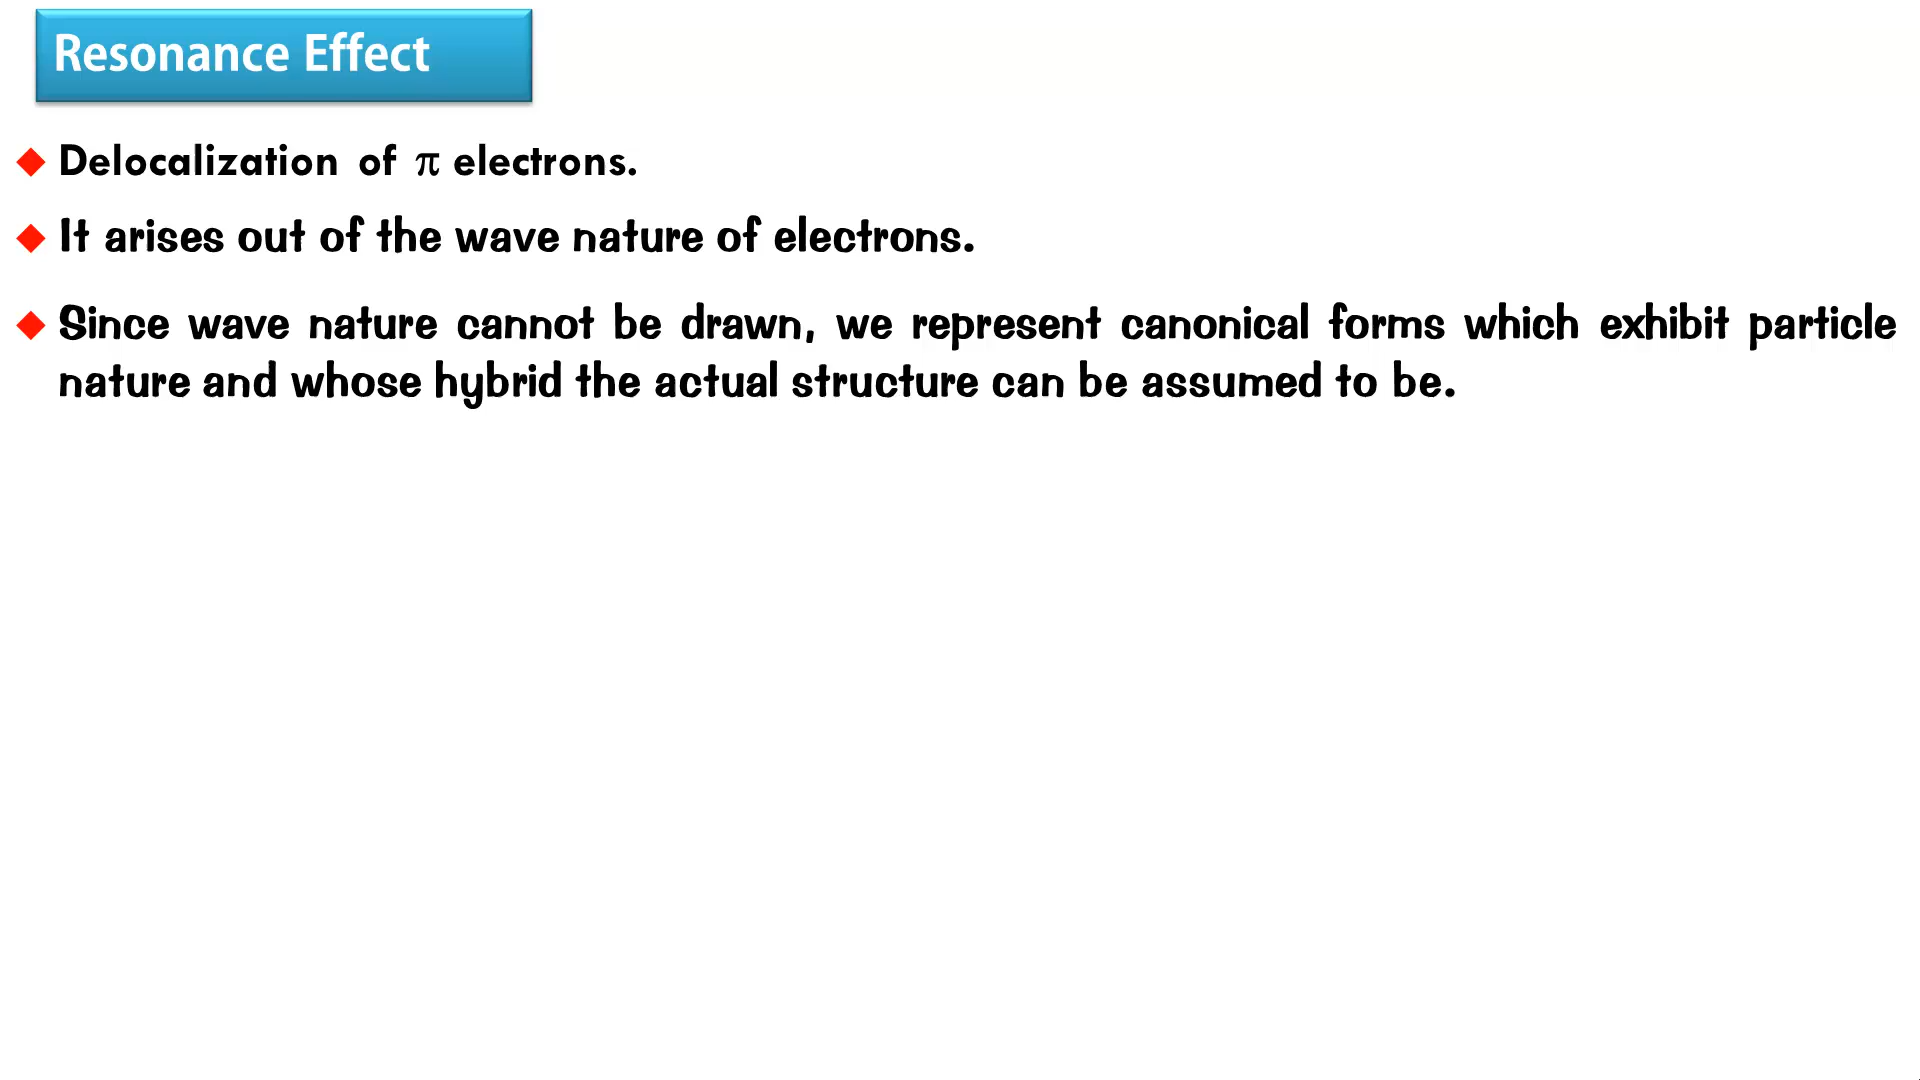 Resonance Effect
Delocalization of π electrons.
It arises out of the wave nature of electrons.
Since wave nature cannot be drawn, we represent canonical forms which exhibit particle
nature and whose hybrid the actual structure can be assumed to be.